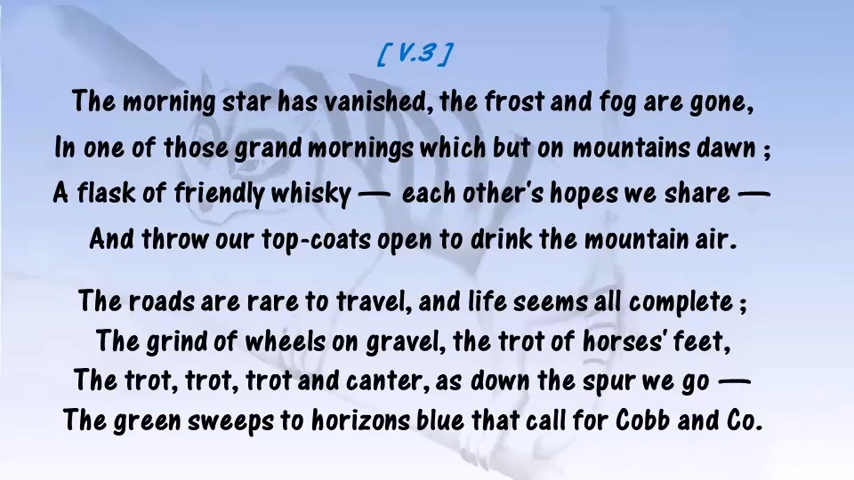 [ V.3 ]
The morning star has vanished, the frost and fog are gone,
In one of those grand mornings which but on mountains dawn ;
A flask of friendly whisky — each other's hopes we share —
And throw our top-coats open to drink the mountain air.
The roads are rare to travel, and life seems all complete ;
The grind of wheels on gravel, the trot of horses' feet,
The trot, trot, trot and canter, as down the spur we go —
The green sweeps to horizons blue that call for Cobb and Co.